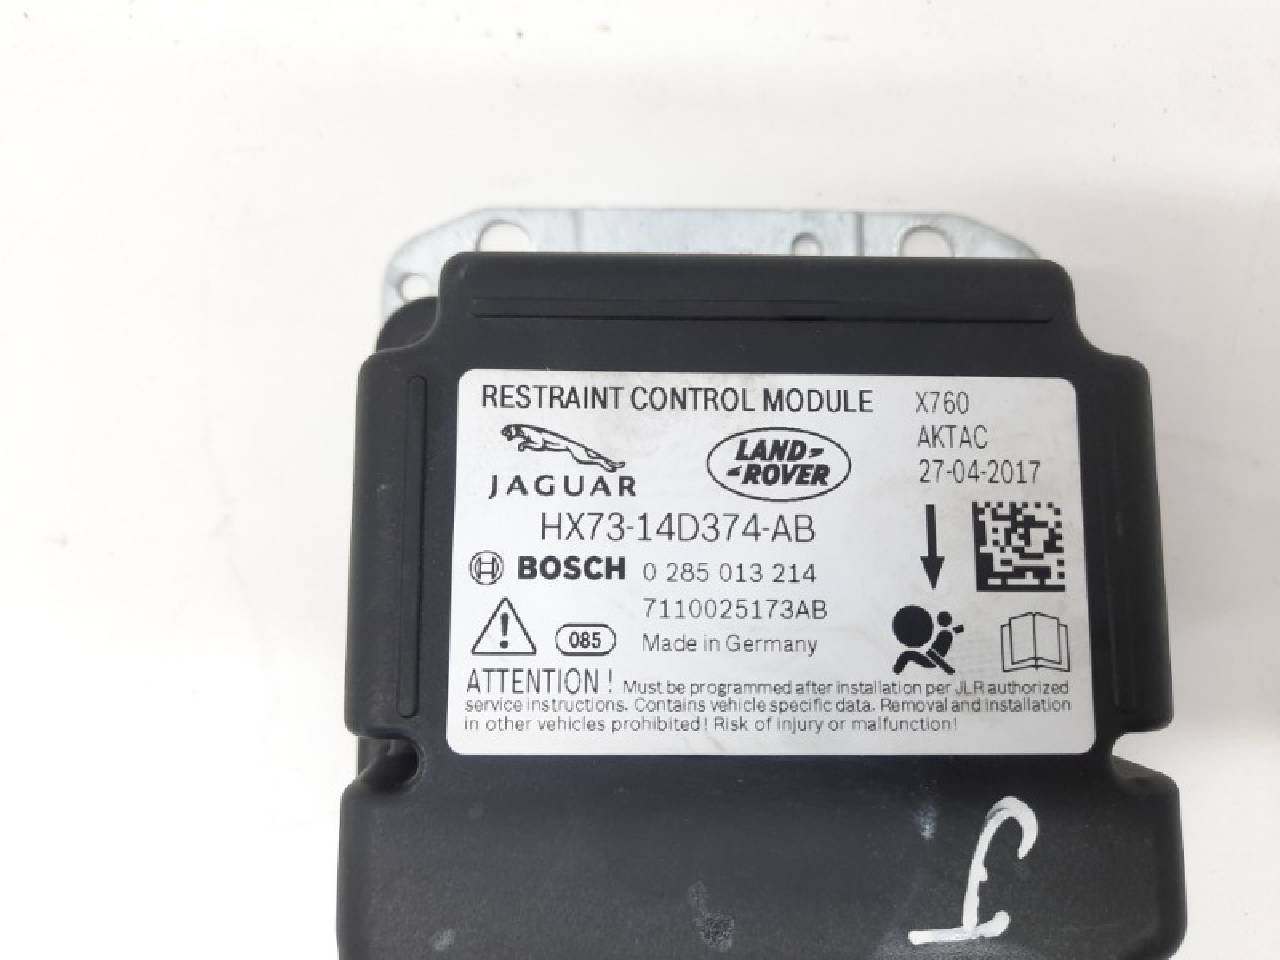 RESTRAINT CONTROL MODULE
X760
AKTAC
27-04-2017
JAGUAR
LAND-
-ROVER
HX73-14D374-AB
BOSCH 0 285 013 214
7110025173AB
085 Made in Germany
ATTENTION! Must be programmed after installation per JLR authorized
service instructions. Contains vehicle specific data. Removal and installation
in other vehicles prohibited! Risk of injury or malfunction!